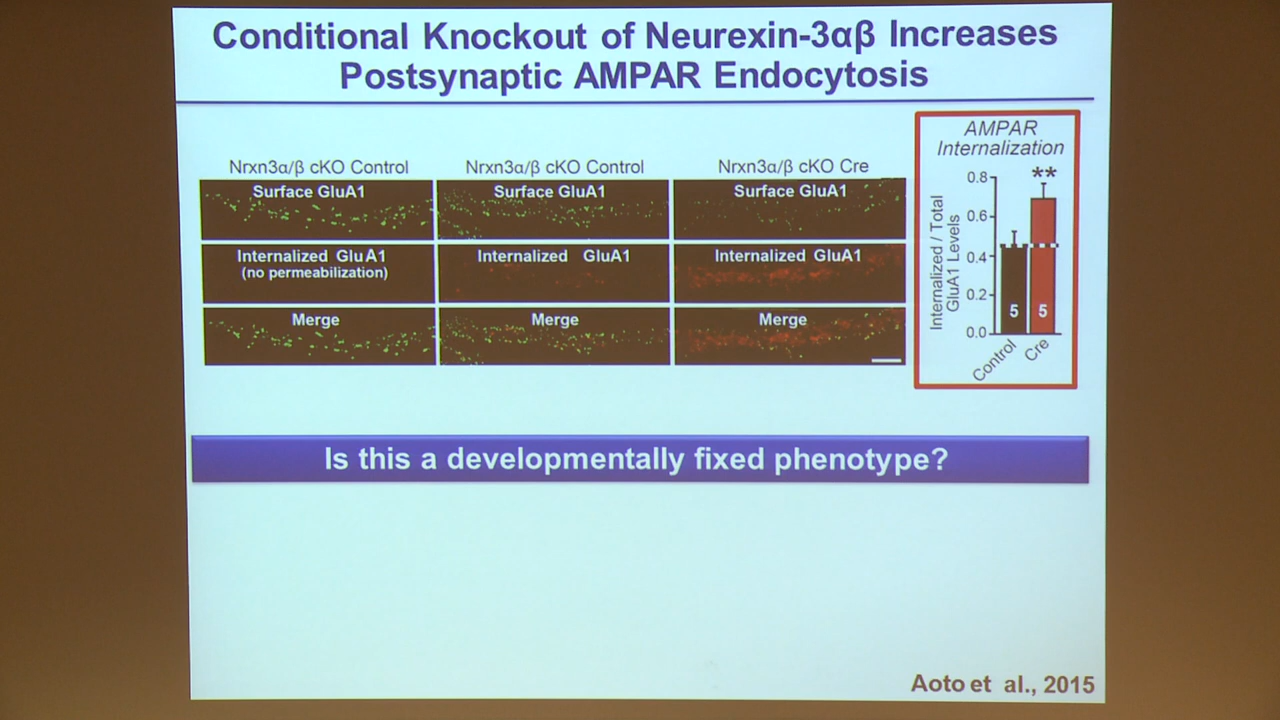 Conditional Knockout of Neurexin-3αβ Increases
Postsynaptic AMPAR Endocytosis
Nrxn3α/β cKO Control
Surface GluA1
Internalized GluA1
(no permeabilization)
Merge
Nrxn3α/β cKO Control
Surface GluA1
Internalized GluA1
Merge
Nrxn3α/β cKO Cre
Surface GluA1
Internalized GluA1
Merge
AMPAR
Internalization
Internalized / Total
GluA1 Levels
0.8
0.6
0.4
0.2
0.0
**
5
5
Control
Cre
Is this a developmentally fixed phenotype?
Aoto et al., 2015